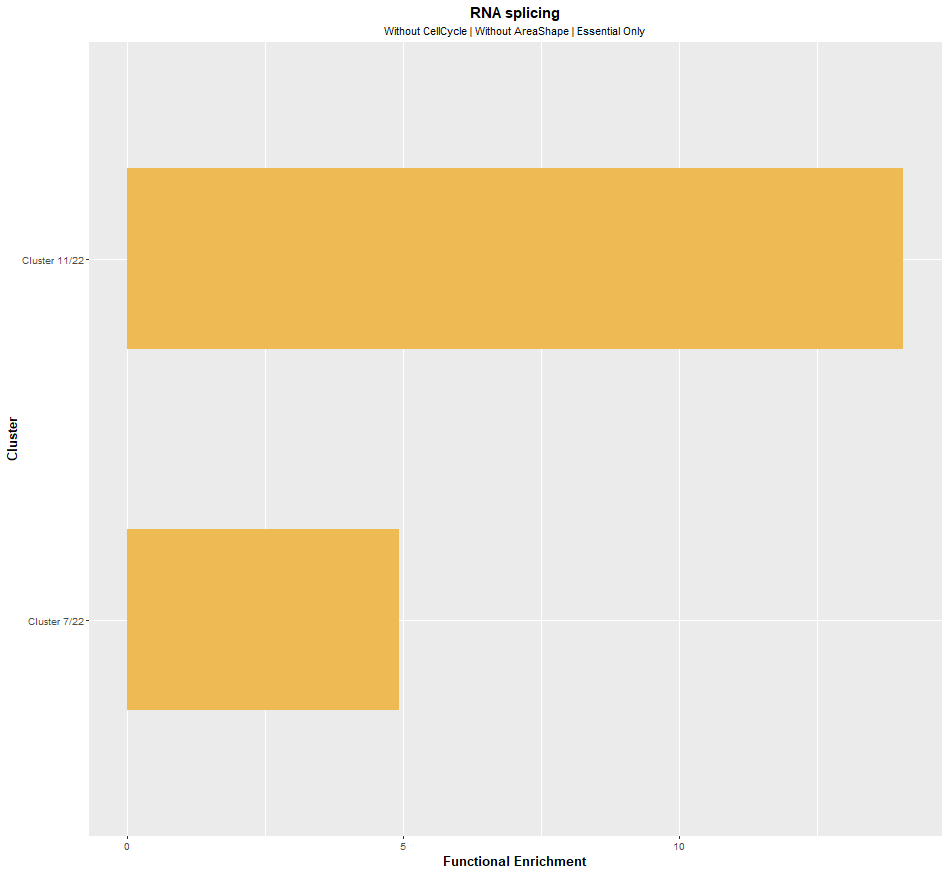 RNA splicing
Without CellCycle | Without AreaShape | Essential Only
Cluster 11/22
Cluster
Cluster 7/22
0 5 10
Functional Enrichment